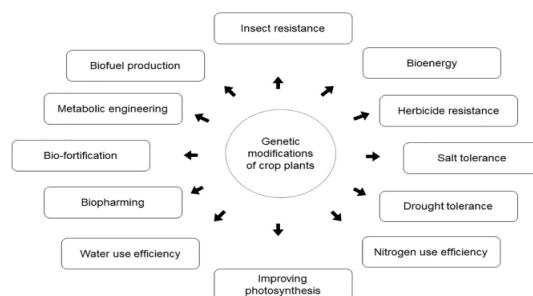 Insect resistance
Biofuel production
Bioenergy
Metabolic engineering
Herbicide resistance
Genetic
modifications
of crop plants
Bio-fortification
Salt tolerance
Biopharming
Drought tolerance
Water use efficiency
Nitrogen use efficiency
Improving
photosynthesis